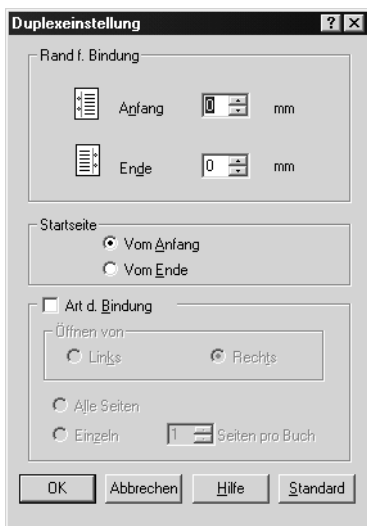 Duplexeinstellung
Rand f. Bindung
Anfang 0 mm
Ende 0 mm
Startseite
Vom Anfang
Vom Ende
Art d. Bindung
Öffnen von
Links Rechts
Alle Seiten
Einzeln 1 Seiten pro Buch
OK Abbrechen Hilfe Standard